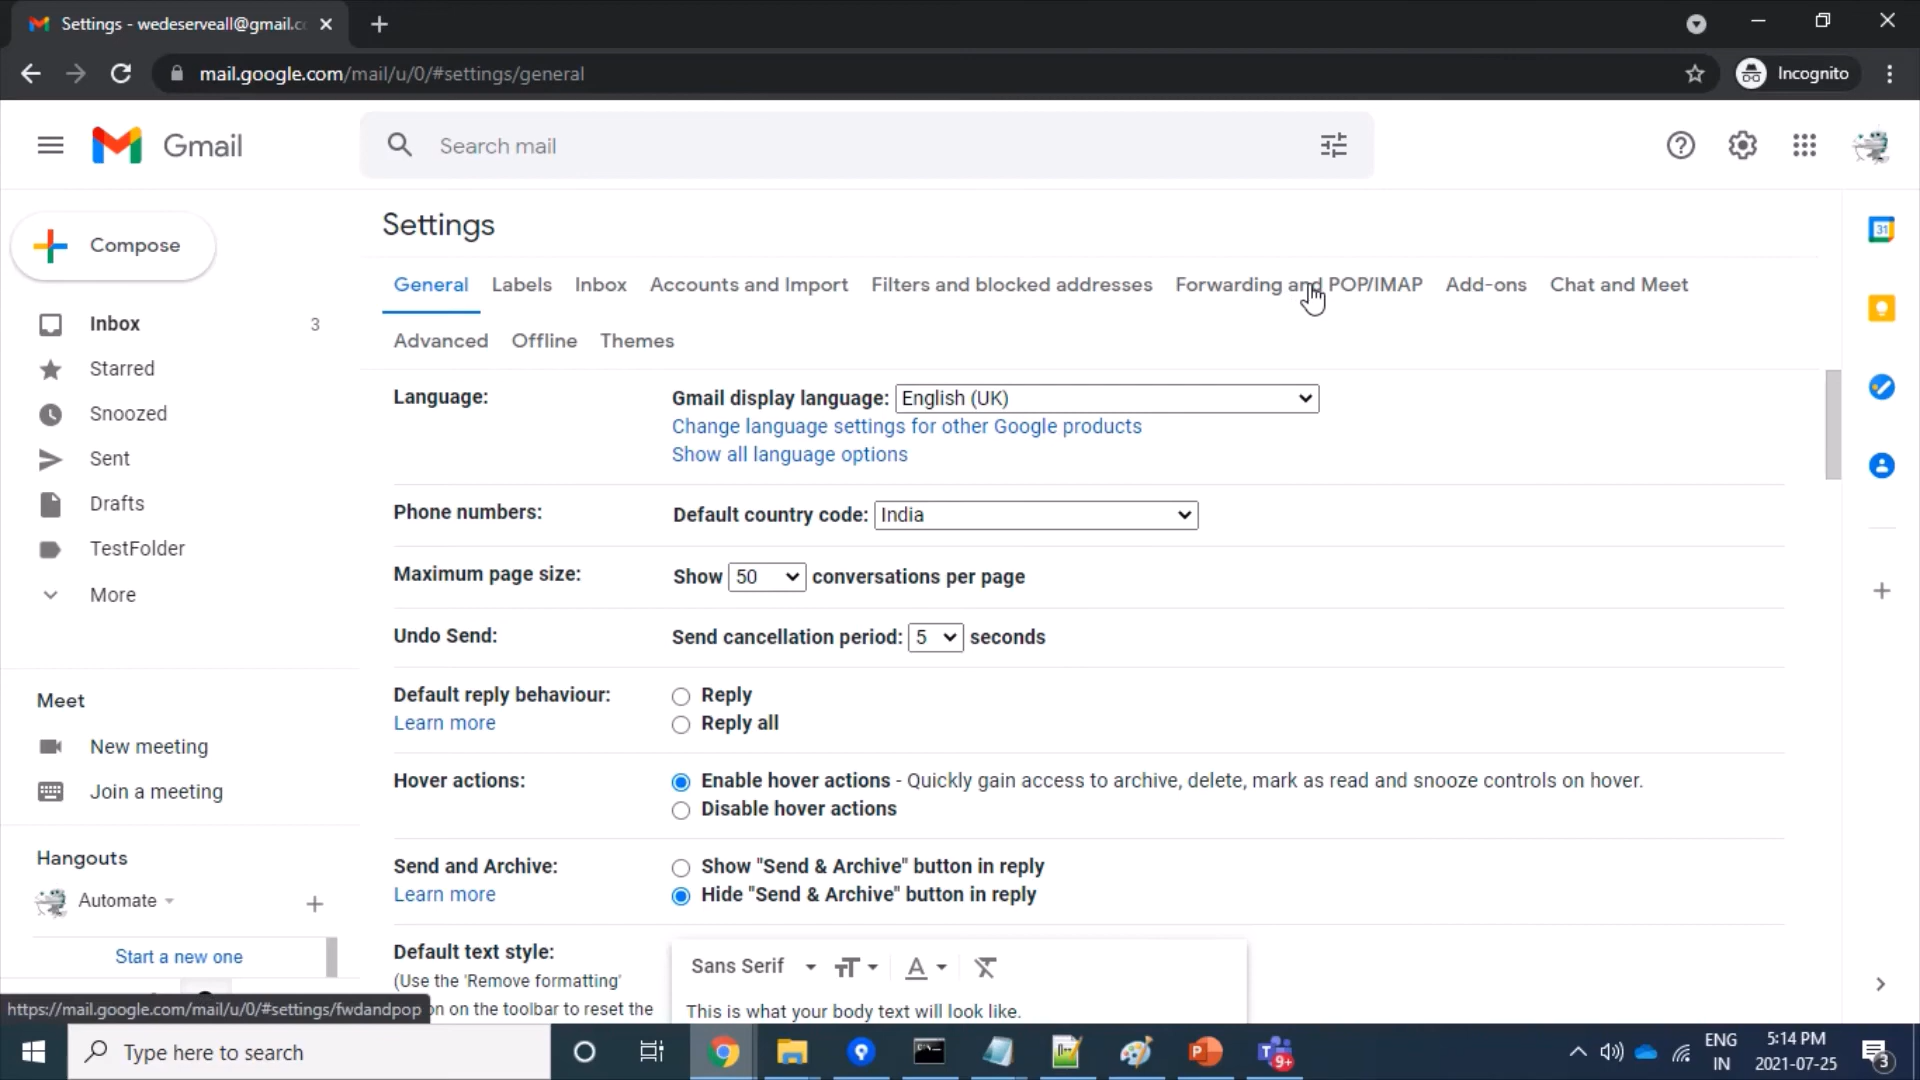 Settings - wedeserveall@gmail.c
mail.google.com/mail/u/0/#settings/general
Incognito
Gmail
Search mail
Compose
Inbox 3
Starred
Snoozed
Sent
Drafts
TestFolder
More
Meet
New meeting
Join a meeting
Hangouts
Automate
Start a new one
Settings
General Labels Inbox Accounts and Import Filters and blocked addresses Forwarding and POP/IMAP Add-ons Chat and Meet
Advanced Offline Themes
Language: Gmail display language: English (UK)
Change language settings for other Google products
Show all language options
Phone numbers: Default country code: India
Maximum page size: Show 50 conversations per page
Undo Send: Send cancellation period: 5 seconds
Default reply behaviour: Reply
Learn more Reply all
Hover actions: Enable hover actions - Quickly gain access to archive, delete, mark as read and snooze controls on hover.
Disable hover actions
Send and Archive: Show "Send & Archive" button in reply
Learn more Hide "Send & Archive" button in reply
Default text style: Sans Serif
(Use the 'Remove formatting'
on on the toolbar to reset the This is what your body text will look like.
31
https://mail.google.com/mail/u/0/#settings/fwdandpop
Type here to search
9+
ENG
IN
5:14 PM
2021-07-25
3